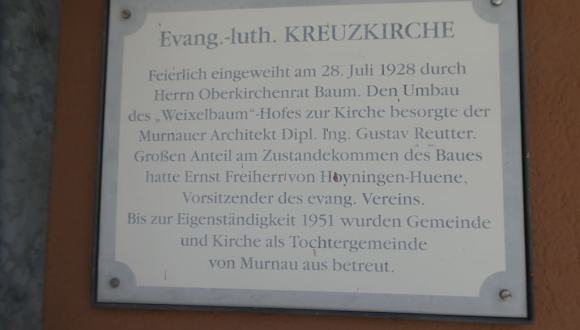 Evang.-luth. KREUZKIRCHE
Feierlich eingeweiht am 28. Juli 1928 durch
Herrn Oberkirchenrat Baum. Den Umbau
des „Weixelbaum“-Hofes zur Kirche besorgte der
Murnauer Architekt Dipl. Ing. Gustav Reutter.
Großen Anteil am Zustandekommen des Baues
hatte Ernst Freiherr von Hoyningen-Huene,
Vorsitzender des evang. Vereins.
Bis zur Eigenständigkeit 1951 wurden Gemeinde
und Kirche als Tochtergemeinde
von Murnau aus betreut.